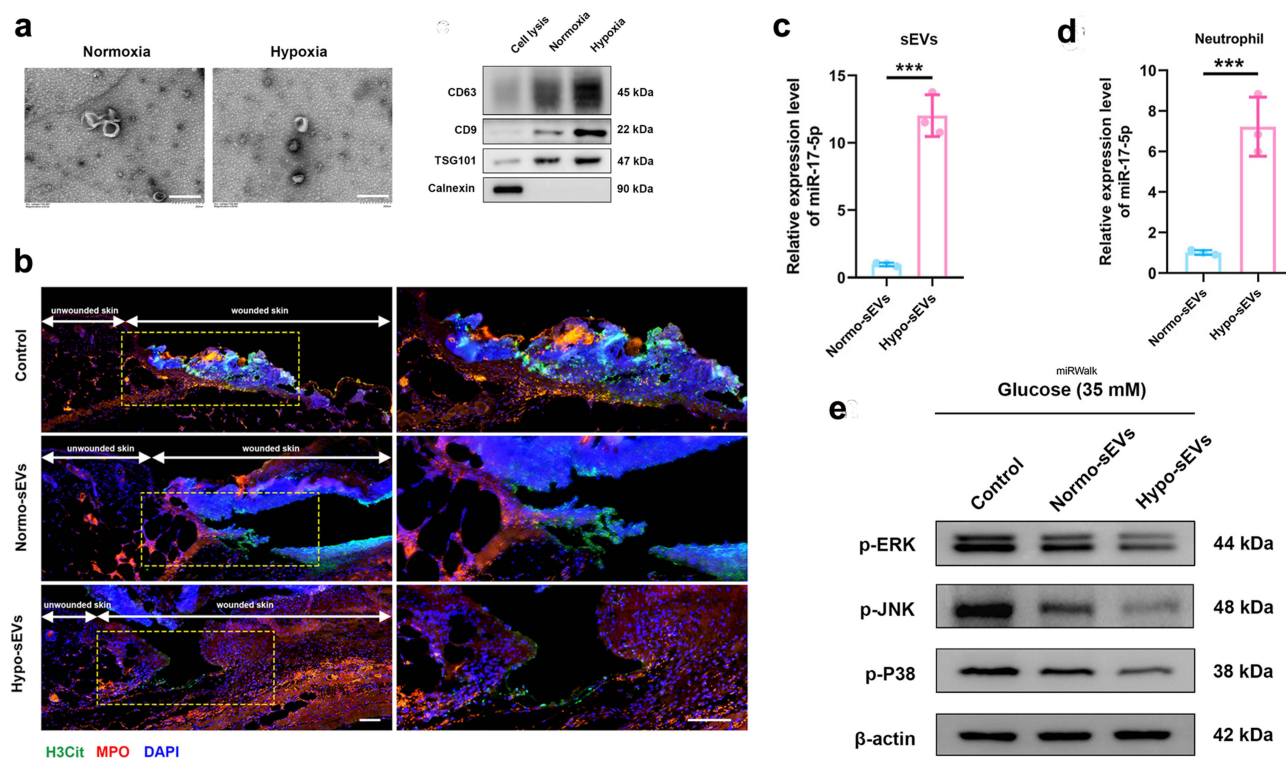 a
Normoxia
Hypoxia
Cell lysis
Normoxia
Hypoxia
CD63
45 kDa
CD9
22 kDa
TSG101
47 kDa
Calnexin
90 kDa
c
sEVs
***
Relative expression level
of miR-17-5p
15
10
5
0
Normo-sEVs
Hypo-sEVs
d
Neutrophil
***
Relative expression level
of miR-17-5p
10
8
6
4
2
0
Normo-sEVs
Hypo-sEVs
b
unwounded skin
wounded skin
Control
unwounded skin
wounded skin
Normo-sEVs
unwounded skin
wounded skin
Hypo-sEVs
H3Cit MPO DAPI
e
miRWalk
Glucose (35 mM)
Control
Normo-sEVs
Hypo-sEVs
p-ERK
44 kDa
p-JNK
48 kDa
p-P38
38 kDa
β-actin
42 kDa